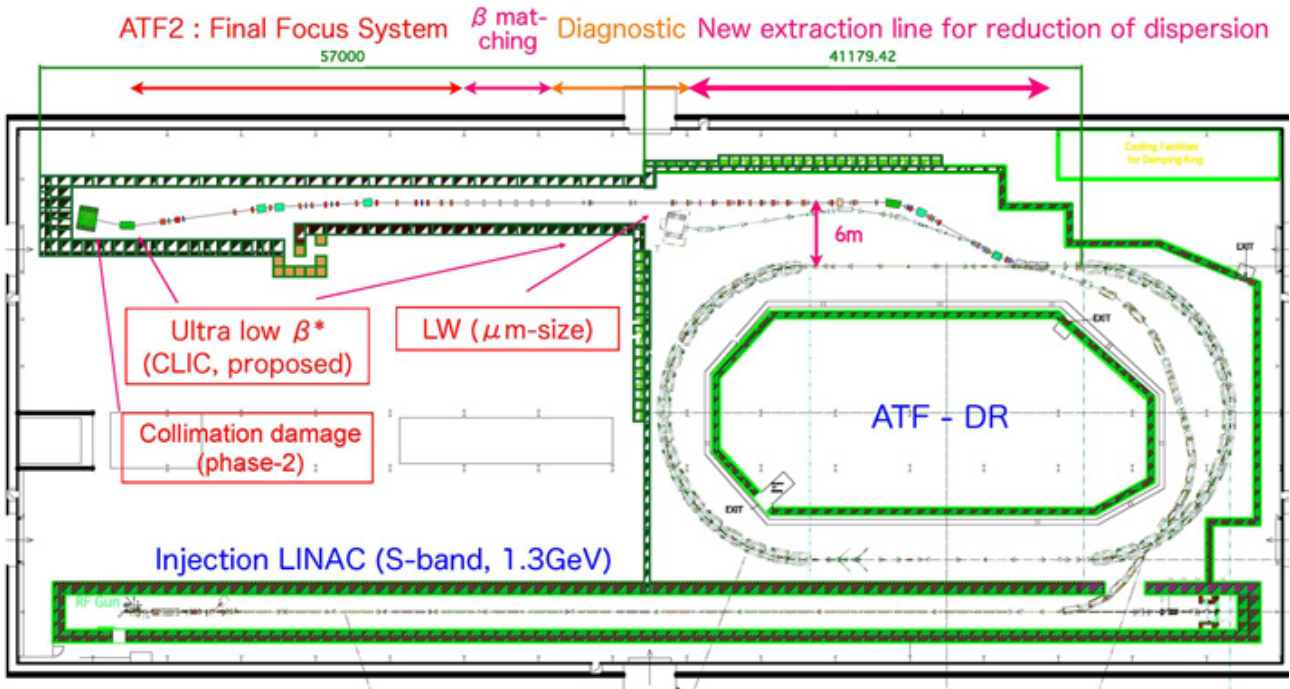 ATF2 : Final Focus System
β mat-
ching
Diagnostic
New extraction line for reduction of dispersion
57000
41179.42
Cooling Facilities
for Damping Ring
6m
EXIT
Ultra low β*
(CLIC, proposed)
LW (μm-size)
EXIT
Collimation damage
(phase-2)
ATF - DR
EXIT
Injection LINAC (S-band, 1.3GeV)
RF Gun